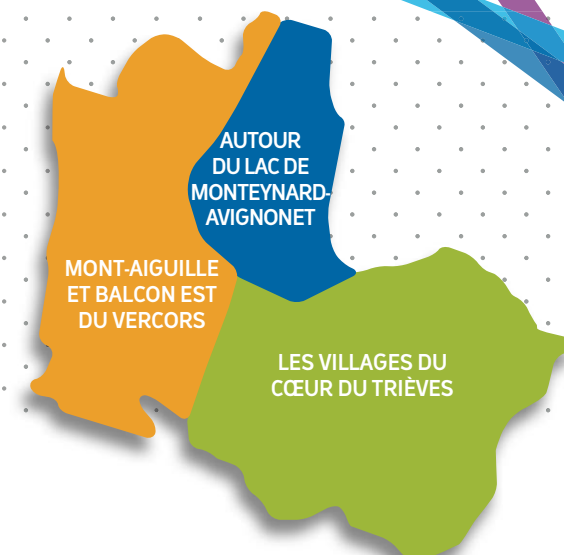 AUTOUR
DU LAC DE
MONTEYNARD-
AVIGNONET
MONT-AIGUILLE
ET BALCON EST
DU VERCORS
LES VILLAGES DU
CŒUR DU TRIÈVES